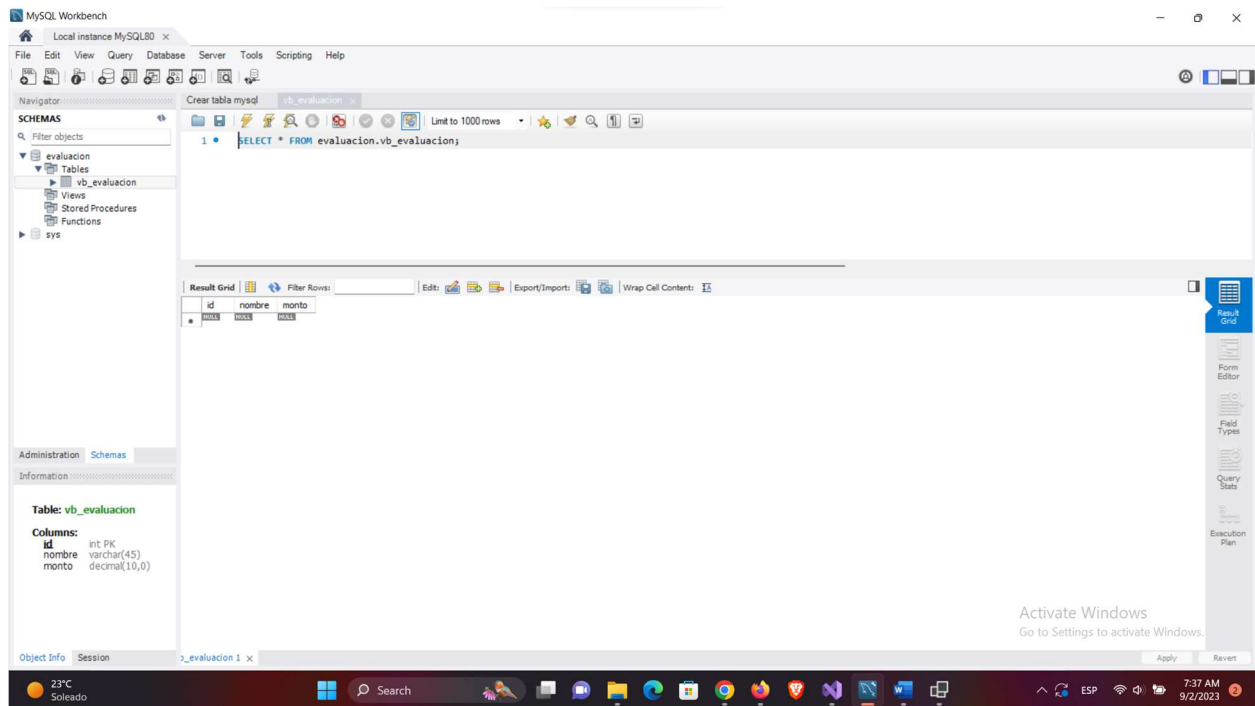 MySQL Workbench
Local instance MySQL80
File Edit View Query Database Server Tools Scripting Help
Navigator
SCHEMAS
Filter objects
evaluacion
Tables
vb_evaluacion
Views
Stored Procedures
Functions
sys
Administration Schemas
Information
Table: vb_evaluacion
Columns:
id int PK
nombre varchar(45)
monto decimal(10,0)
Object Info Session
Crear tabla mysql vb_evaluacion
Limit to 1000 rows
1 SELECT * FROM evaluacion.vb_evaluacion;
Result Grid Filter Rows: Edit: Export/Import: Wrap Cell Content:
id nombre monto
NULL NULL NULL
Result
Grid
Form
Editor
Field
Types
Query
Stats
Execution
Plan
Activate Windows
Go to Settings to activate Windows.
_evaluacion 1
Apply Revert
23°C
Soleado
Search
ESP
7:37 AM
9/2/2023
2